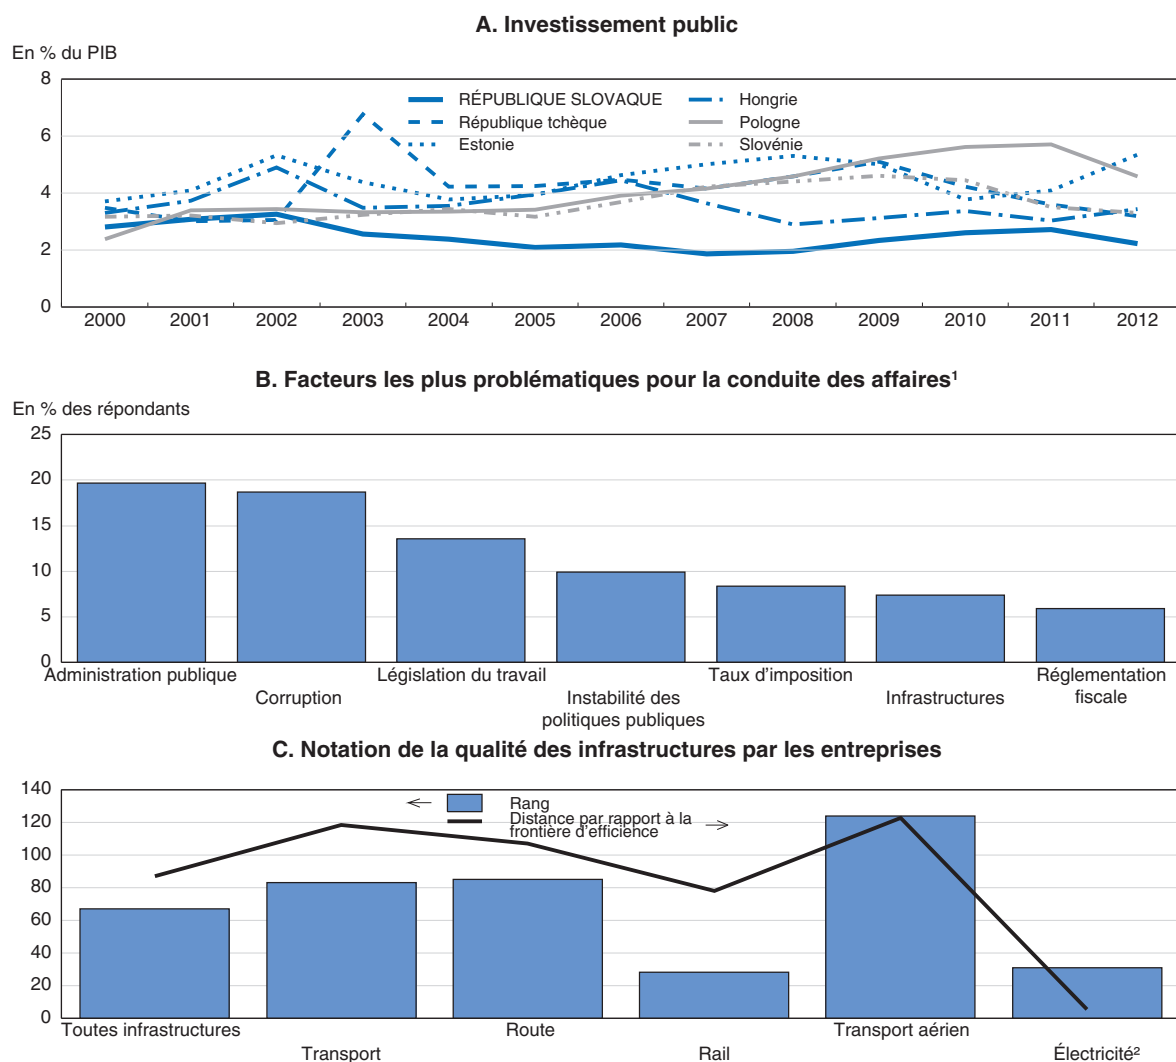 A. Investissement public
En % du PIB
8
6
4
2
0
RÉPUBLIQUE SLOVAQUE
République tchèque
Estonie
Hongrie
Pologne
Slovénie
2000 2001 2002 2003 2004 2005 2006 2007 2008 2009 2010 2011 2012
B. Facteurs les plus problématiques pour la conduite des affaires¹
En % des répondants
25
20
15
10
5
0
Administration publique
Corruption
Législation du travail
Instabilité des
politiques publiques
Taux d'imposition
Infrastructures
Réglementation
fiscale
C. Notation de la qualité des infrastructures par les entreprises
140
120
100
80
60
40
20
0
Rang
Distance par rapport à la
frontière d'efficience
Toutes infrastructures
Transport
Route
Rail
Transport aérien
Électricité²